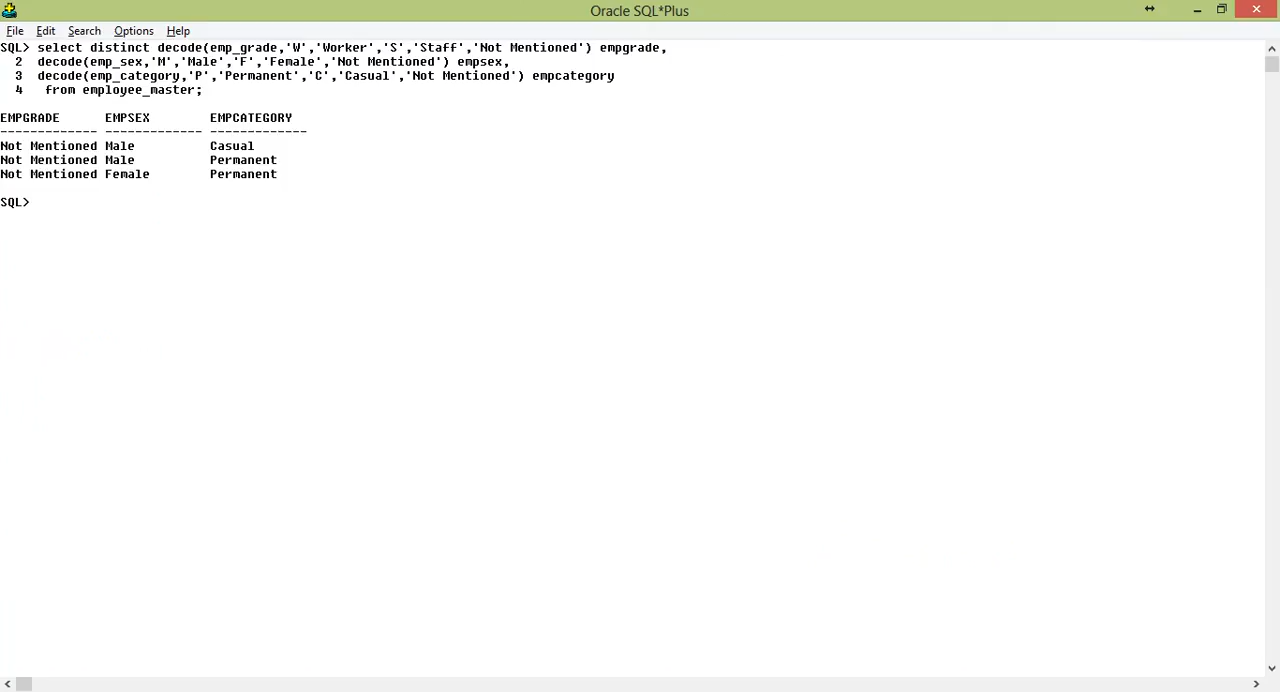 Oracle SQL*Plus
File Edit Search Options Help
SQL> select distinct decode(emp_grade,'W','Worker','S','Staff','Not Mentioned') empgrade,
  2  decode(emp_sex,'M','Male','F','Female','Not Mentioned') empsex,
  3  decode(emp_category,'P','Permanent','C','Casual','Not Mentioned') empcategory
  4   from employee_master;
EMPGRADE      EMPSEX        EMPCATEGORY
------------- ------------- -------------
Not Mentioned Male          Casual
Not Mentioned Male          Permanent
Not Mentioned Female        Permanent
SQL>